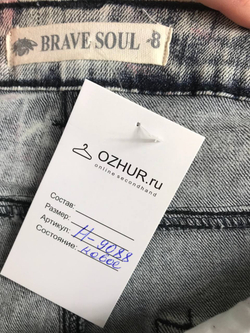 BRAVE SOUL 8
OZHUR.ru
online secondhand
Состав:
Размер:
Артикул: Н-9088
Состояние: новое